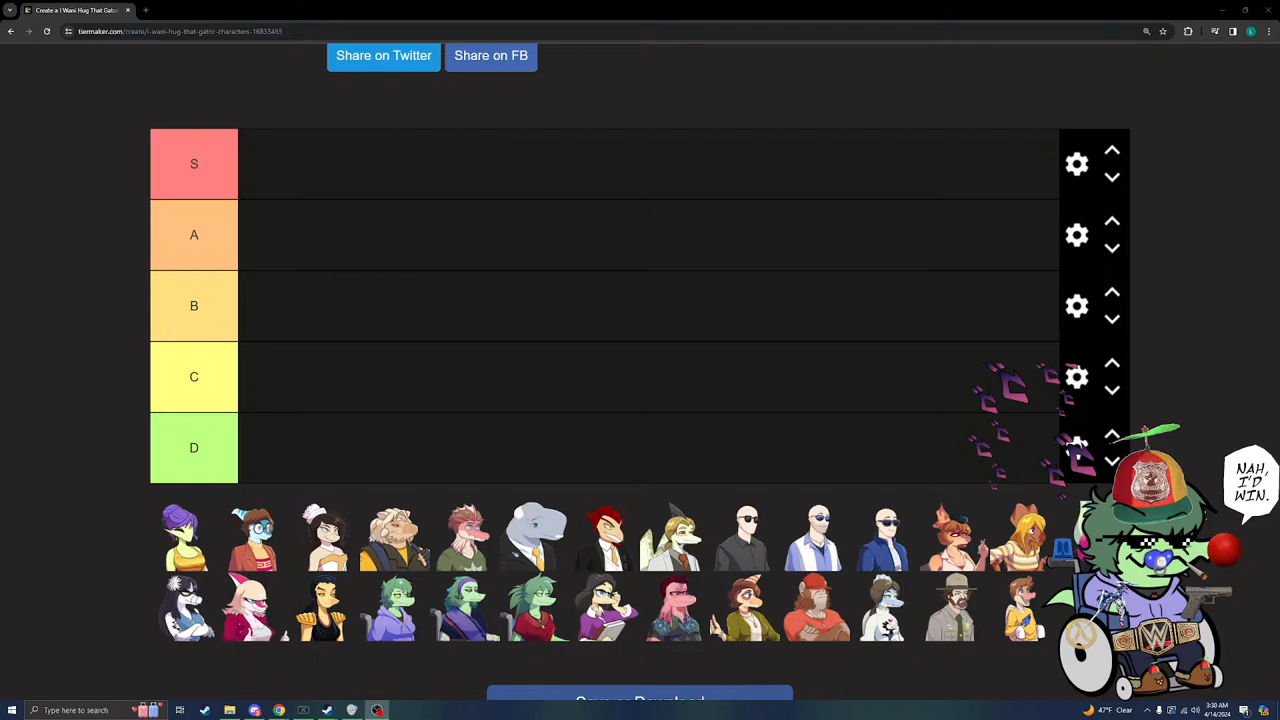 Create a I Wani Hug That Gator
tiermaker.com/create/i-wani-hug-that-gator-characters-16833465
Share on Twitter
Share on FB
S
A
B
C
D
NAH,
I'D
WIN.
Type here to search
47°F Clear
3:30 AM
4/14/2024